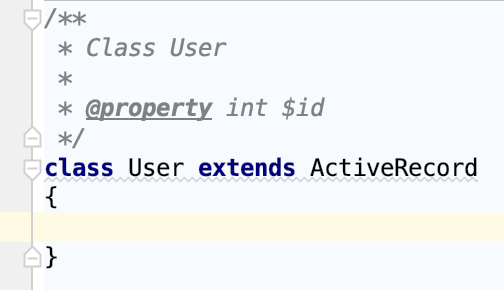 /**
 * Class User
 *
 * @property int $id
 */
class User extends ActiveRecord
{
}